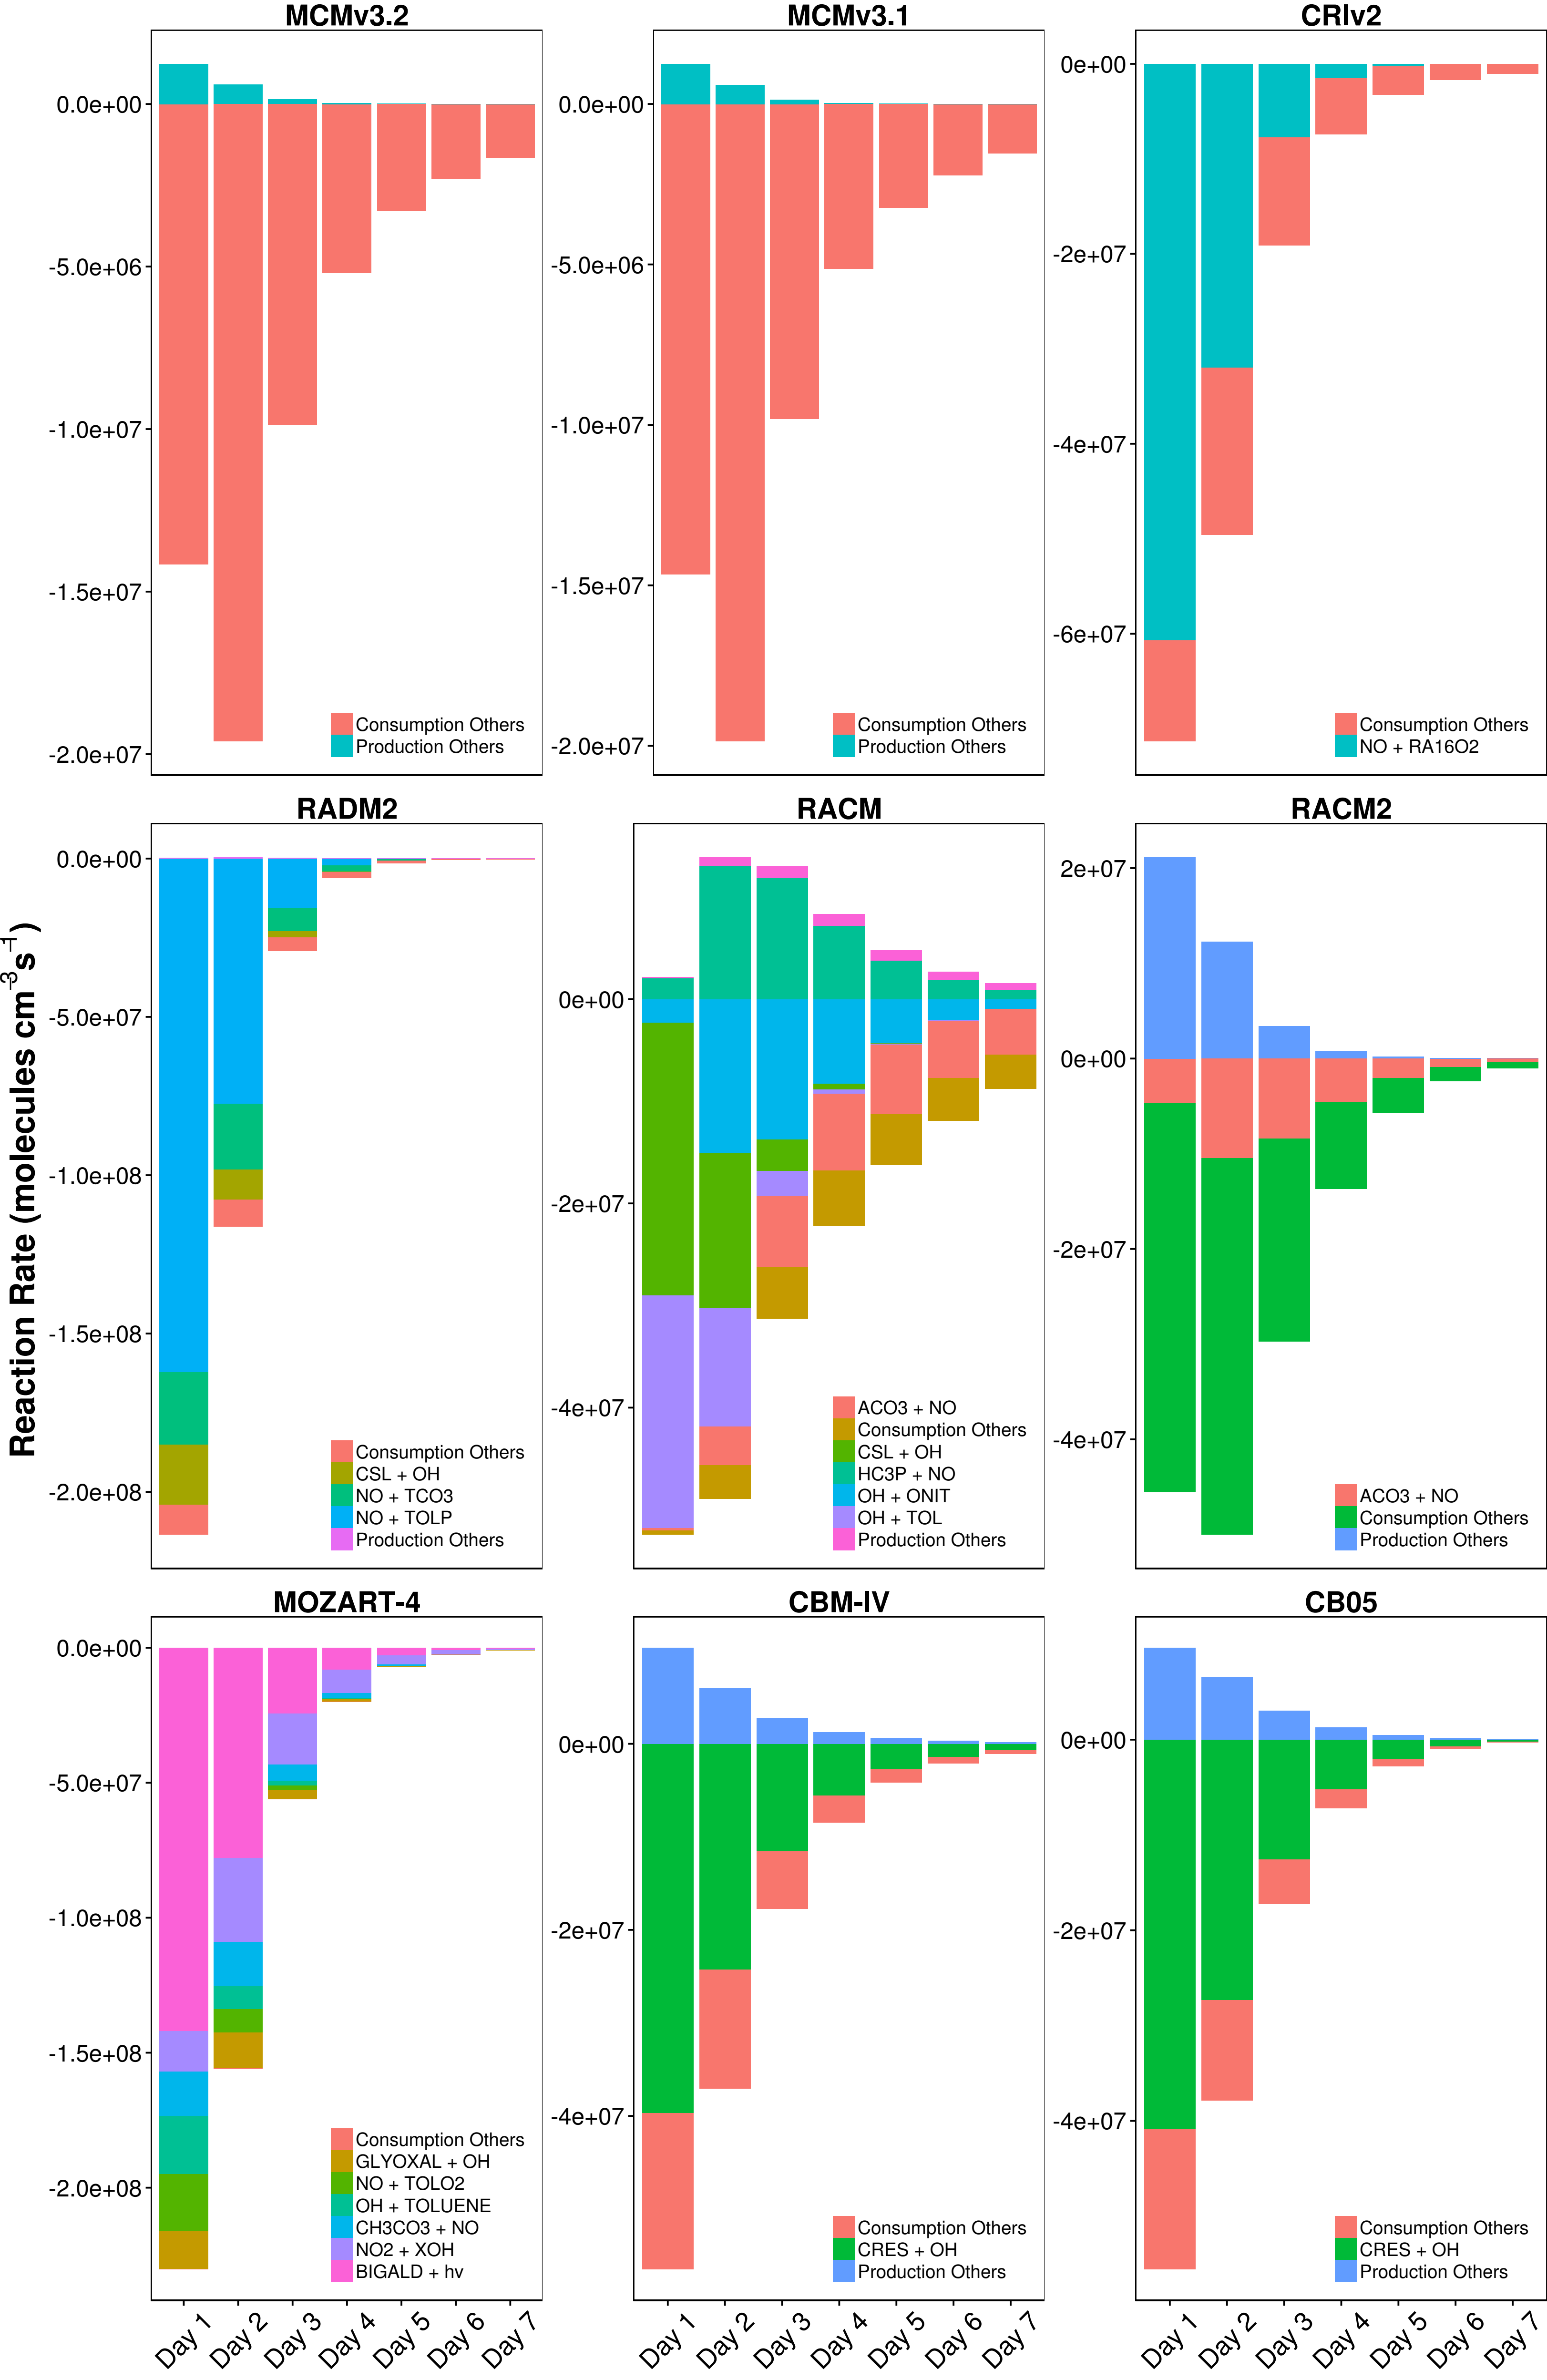 MCMv3.2
0.0e+00
-5.0e+06
-1.0e+07
-1.5e+07
-2.0e+07
Consumption Others
Production Others
MCMv3.1
0.0e+00
-5.0e+06
-1.0e+07
-1.5e+07
-2.0e+07
Consumption Others
Production Others
CRIv2
0e+00
-2e+07
-4e+07
-6e+07
Consumption Others
NO + RA16O2
Reaction Rate (molecules cm-3s-1)
RADM2
0.0e+00
-5.0e+07
-1.0e+08
-1.5e+08
-2.0e+08
Consumption Others
CSL + OH
NO + TCO3
NO + TOLP
Production Others
RACM
0e+00
-2e+07
-4e+07
ACO3 + NO
Consumption Others
CSL + OH
HC3P + NO
OH + ONIT
OH + TOL
Production Others
RACM2
2e+07
0e+00
-2e+07
-4e+07
ACO3 + NO
Consumption Others
Production Others
MOZART-4
0.0e+00
-5.0e+07
-1.0e+08
-1.5e+08
-2.0e+08
Consumption Others
GLYOXAL + OH
NO + TOLO2
OH + TOLUENE
CH3CO3 + NO
NO2 + XOH
BIGALD + hv
Day 1
Day 2
Day 3
Day 4
Day 5
Day 6
Day 7
CBM-IV
0e+00
-2e+07
-4e+07
Consumption Others
CRES + OH
Production Others
Day 1
Day 2
Day 3
Day 4
Day 5
Day 6
Day 7
CB05
0e+00
-2e+07
-4e+07
Consumption Others
CRES + OH
Production Others
Day 1
Day 2
Day 3
Day 4
Day 5
Day 6
Day 7